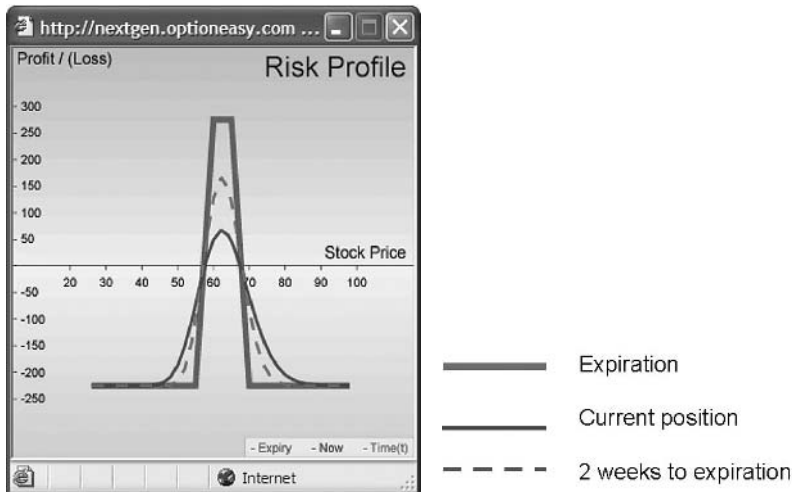 http://nextgen.optioneasy.com ...
Profit / (Loss)
Risk Profile
300
250
200
150
100
50
Stock Price
20 30 40 50 60 70 80 90 100
-50
-100
-150
-200
-250
- Expiry - Now - Time(t)
Internet
Expiration
Current position
2 weeks to expiration